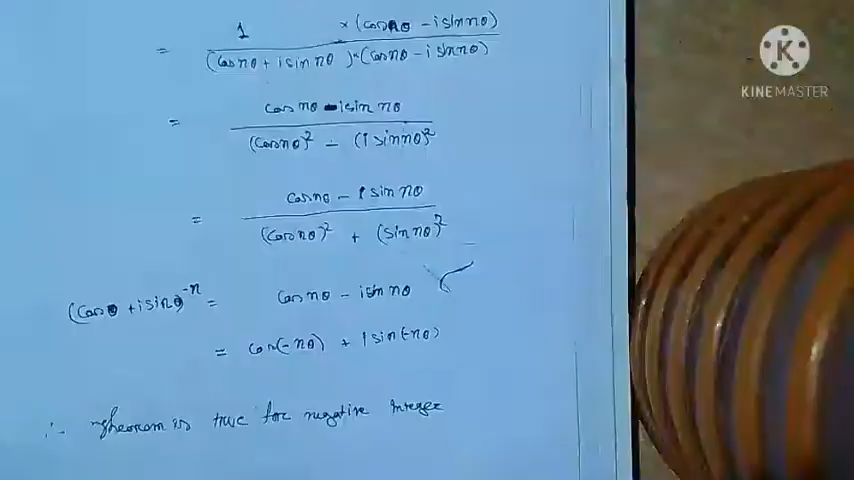 = 1 × (cos nθ - i sin nθ) / (cos nθ + i sin nθ) × (cos nθ - i sin nθ)
= cos nθ - i sin nθ / (cos nθ)² - (i sin nθ)²
= cos nθ - i sin nθ / (cos nθ)² + (sin nθ)²
(cos θ + i sin θ)⁻ⁿ = cos nθ - i sin nθ
= cos(-nθ) + i sin(-nθ)
∴ Theorem is true for negative integer
KINEMASTER